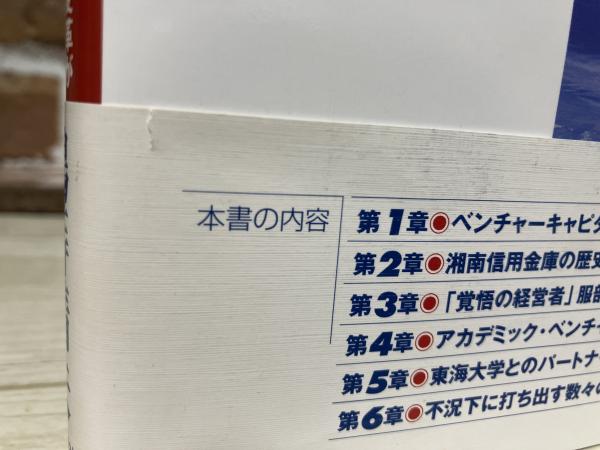 本書の内容
第1章●ベンチャーキャピタ
第2章●湘南信用金庫の歴史
第3章●「覚悟の経営者」服部
第4章●アカデミック・ベンチャ
第5章●東海大学とのパートナ
第6章●不況下に打ち出す数々の